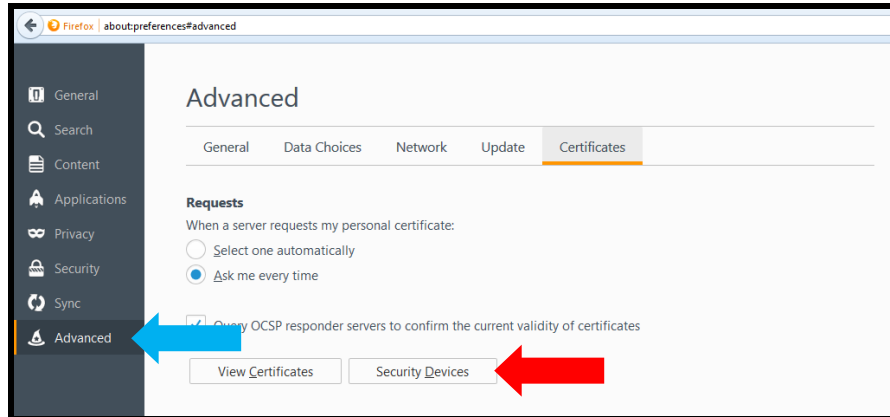 Firefox about:preferences#advanced
General
Search
Content
Applications
Privacy
Security
Sync
Advanced
Advanced
General Data Choices Network Update Certificates
Requests
When a server requests my personal certificate:
Select one automatically
Ask me every time
Query OCSP responder servers to confirm the current validity of certificates
View Certificates Security Devices